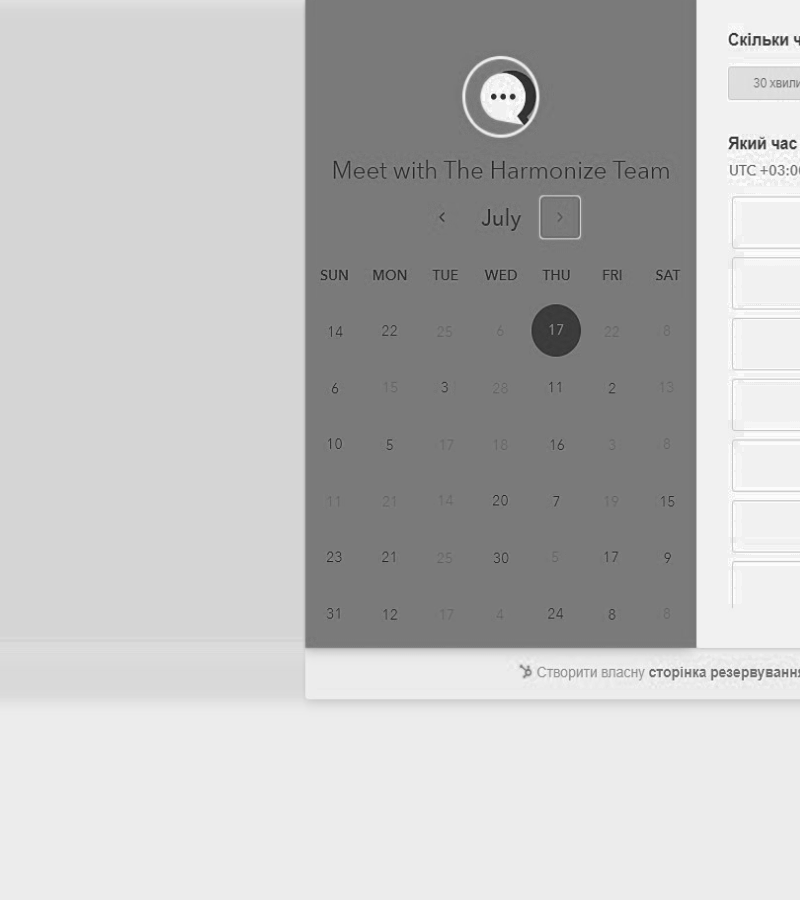 Meet with The Harmonize Team
July
SUN MON TUE WED THU FRI SAT
14 22 25 6 17 22 8
6 15 3 28 11 2 13
10 5 17 18 16 3 8
11 21 14 20 7 19 15
23 21 25 30 5 17 9
31 12 17 4 24 8 8
Скільки
30
Який час
UTC +03:00
Створити власну сторінка резервування